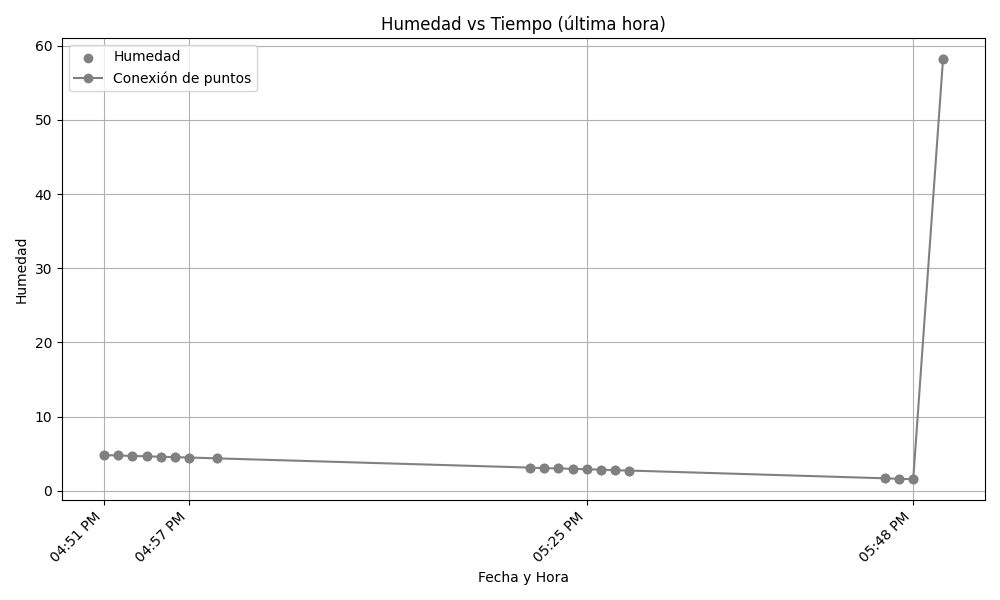 Humedad vs Tiempo (última hora)
Humedad
Conexión de puntos
60
50
40
30
20
10
0
Humedad
04:51 PM
04:57 PM
05:25 PM
05:48 PM
Fecha y Hora